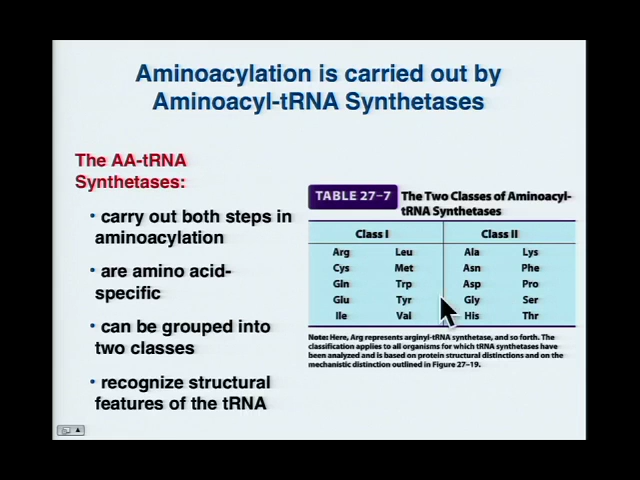 Aminoacylation is carried out by
Aminoacyl-tRNA Synthetases
The AA-tRNA
Synthetases:
• carry out both steps in
aminoacylation
• are amino acid-
specific
• can be grouped into
two classes
• recognize structural
features of the tRNA
TABLE 27–7 The Two Classes of Aminoacyl-
tRNA Synthetases
Class I Class II
Arg Leu Ala Lys
Cys Met Asn Phe
Gln Trp Asp Pro
Glu Tyr Gly Ser
Ile Val His Thr
Note: Here, Arg represents arginyl-tRNA synthetase, and so forth. The
classification applies to all organisms for which tRNA synthetases have
been analyzed and is based on protein structural distinctions and on the
mechanistic distinction outlined in Figure 27–19.